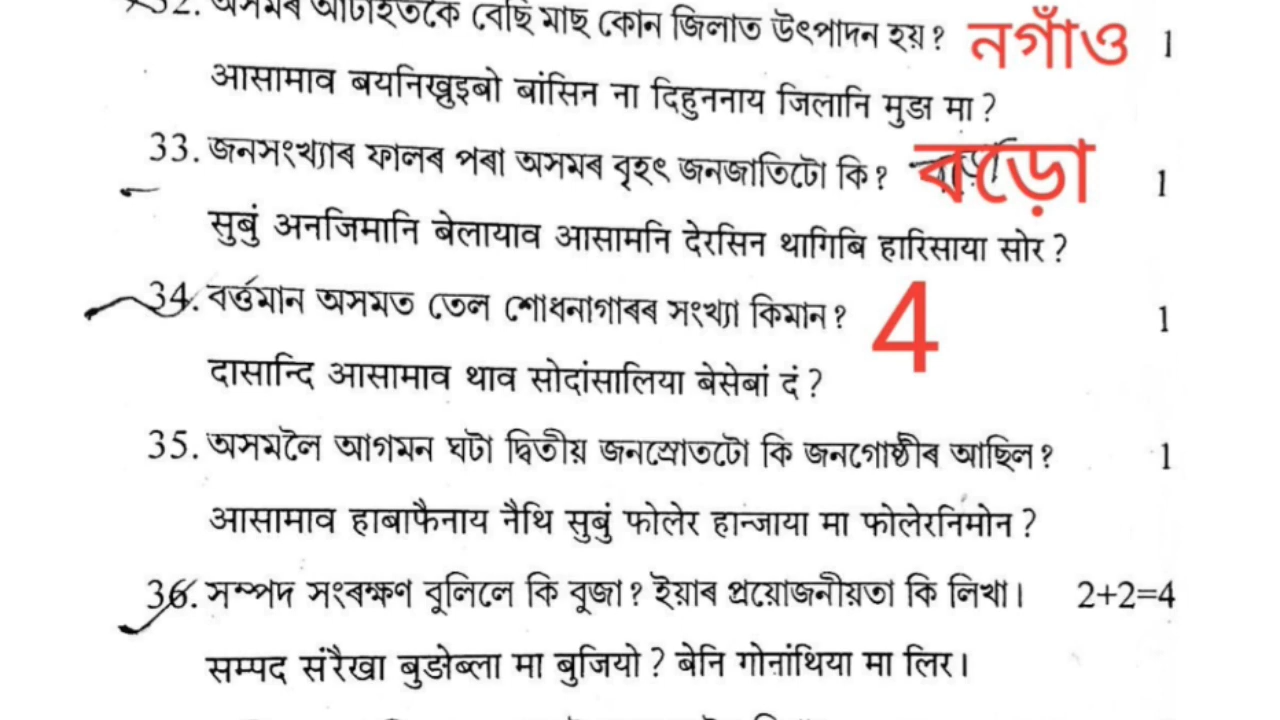 32. অসমৰ আটাইতকৈ বেছি মাছ কোন জিলাত উৎপাদন হয়? নগাঁও 1
आसामाव बयनिख्रुइबो बांसिन ना दिहुननाय जिलानि मुङा मा?
33. জনসংখ্যাৰ ফালৰ পৰা অসমৰ বৃহৎ জনজাতিটো কি? বড়ো 1
सुबुं अनजिमानि बेलायाव आसामनि देरसिन थागिबि हारिसाया सोर?
34. বৰ্ত্তমান অসমত তেল শোধনাগাৰৰ সংখ্যা কিমান? 4 1
दासान्दि आसामाव थाव सोदांसालिया बेसेबां दं?
35. অসমলৈ আগমন ঘটা দ্বিতীয় জনস্ৰোতটো কি জনগোষ্ঠীৰ আছিল? 1
आसामाव हाबाफैनाय नैथि सुबुं फोलेर हान्जाया मा फोलेरनिमोन?
36. সম্পদ সংৰক্ষণ বুলিলে কি বুজা? ইয়াৰ প্ৰয়োজনীয়তা কি লিখা। 2+2=4
सम्पद संरैखा बुङोब्ला मा बुजियो? बेनि गोनांथिया मा लिर।